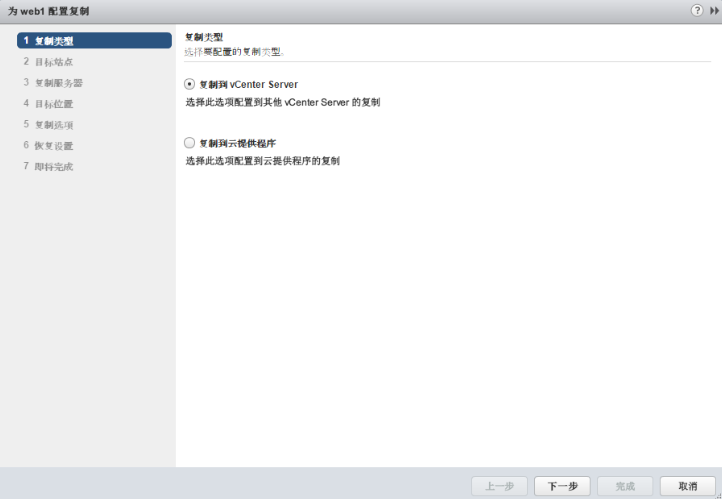 为 web1 配置复制
1 复制类型
2 目标站点
3 复制服务器
4 目标位置
5 复制选项
6 恢复设置
7 即将完成
复制类型
选择要配置的复制类型。
复制到 vCenter Server
选择此选项配置到其他 vCenter Server 的复制
复制到云提供程序
选择此选项配置到云提供程序的复制
上一步
下一步
完成
取消